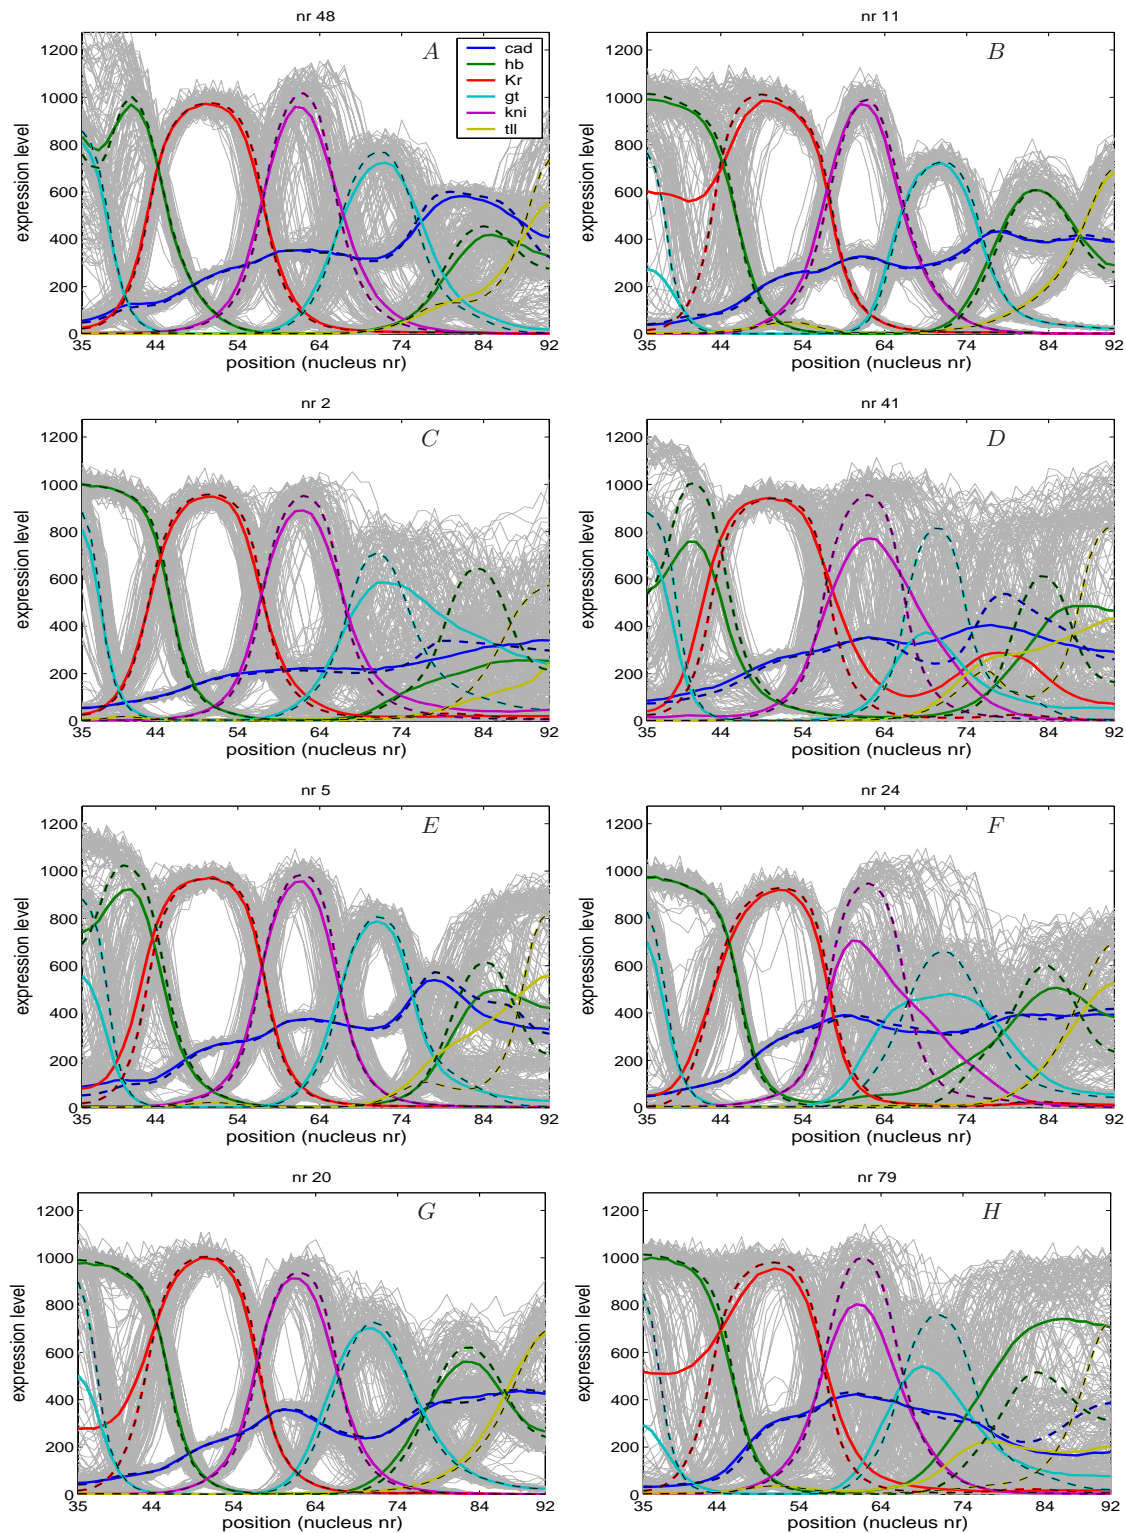 nr 48
nr 11
A
B
cad
hb
Kr
gt
kni
tll
1200
1000
800
600
400
200
0
expression level
35 44 54 64 74 84 92
position (nucleus nr)
1200
1000
800
600
400
200
0
expression level
35 44 54 64 74 84 92
position (nucleus nr)
nr 2
nr 41
C
D
1200
1000
800
600
400
200
0
expression level
35 44 54 64 74 84 92
position (nucleus nr)
1200
1000
800
600
400
200
0
expression level
35 44 54 64 74 84 92
position (nucleus nr)
nr 5
nr 24
E
F
1200
1000
800
600
400
200
0
expression level
35 44 54 64 74 84 92
position (nucleus nr)
1200
1000
800
600
400
200
0
expression level
35 44 54 64 74 84 92
position (nucleus nr)
nr 20
nr 79
G
H
1200
1000
800
600
400
200
0
expression level
35 44 54 64 74 84 92
position (nucleus nr)
1200
1000
800
600
400
200
0
expression level
35 44 54 64 74 84 92
position (nucleus nr)